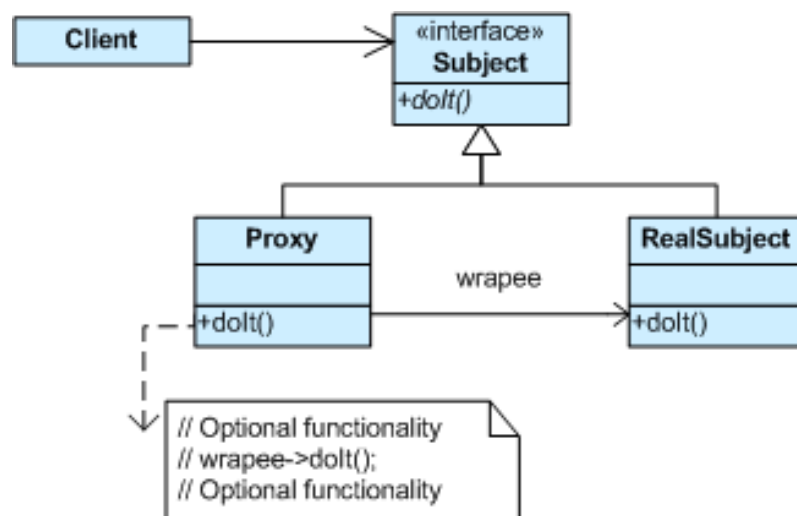 Client
«interface»
Subject
+doIt()
Proxy
+doIt()
wrapee
RealSubject
+doIt()
// Optional functionality
// wrapee->doIt();
// Optional functionality